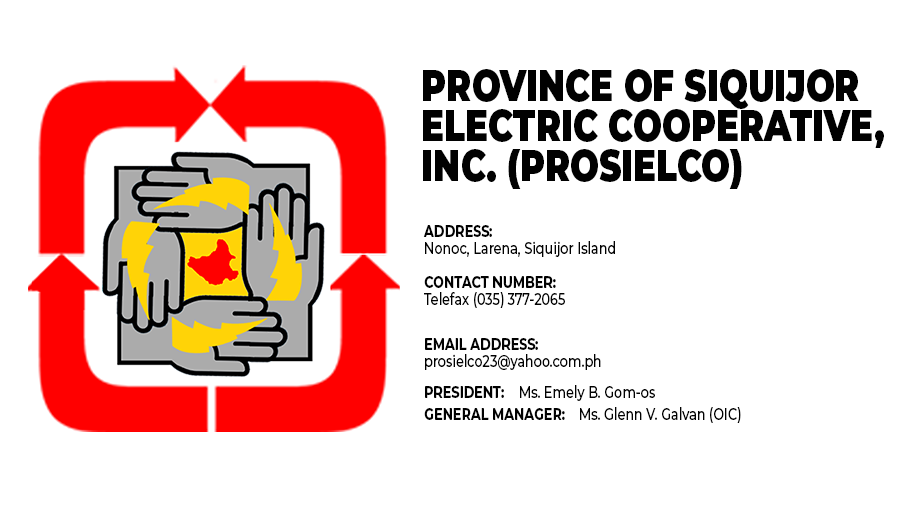 PROVINCE OF SIQUIJOR
ELECTRIC COOPERATIVE,
INC. (PROSIELCO)
ADDRESS:
Nonoc, Larena, Siquijor Island
CONTACT NUMBER:
Telefax (035) 377-2065
EMAIL ADDRESS:
prosielco23@yahoo.com.ph
PRESIDENT: Ms. Emely B. Gom-os
GENERAL MANAGER: Ms. Glenn V. Galvan (OIC)